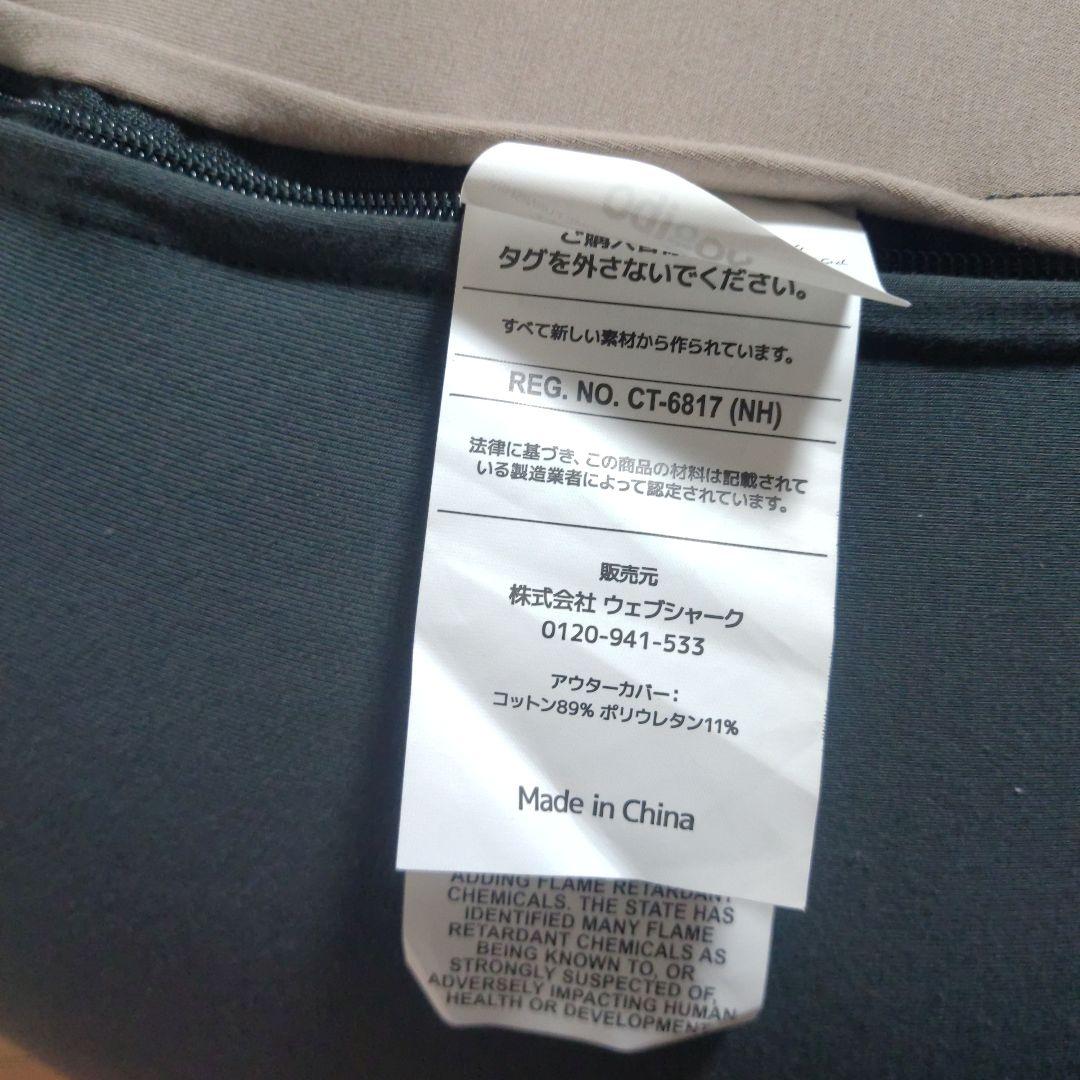 タグを外さないでください。
すべて新しい素材から作られています。
REG. NO. CT-6817 (NH)
法律に基づき、この商品の材料は記載されて
いる製造業者によって認定されています。
販売元
株式会社 ウェブシャーク
0120-941-533
アウターカバー：
コットン89% ポリウレタン11%
Made in China
ADDING FLAME RETARDANT
CHEMICALS. THE STATE HAS
IDENTIFIED MANY FLAME
RETARDANT CHEMICALS AS
BEING KNOWN TO, OR
STRONGLY SUSPECTED OF,
ADVERSELY IMPACTING HUMAN
HEALTH OR DEVELOPMENT